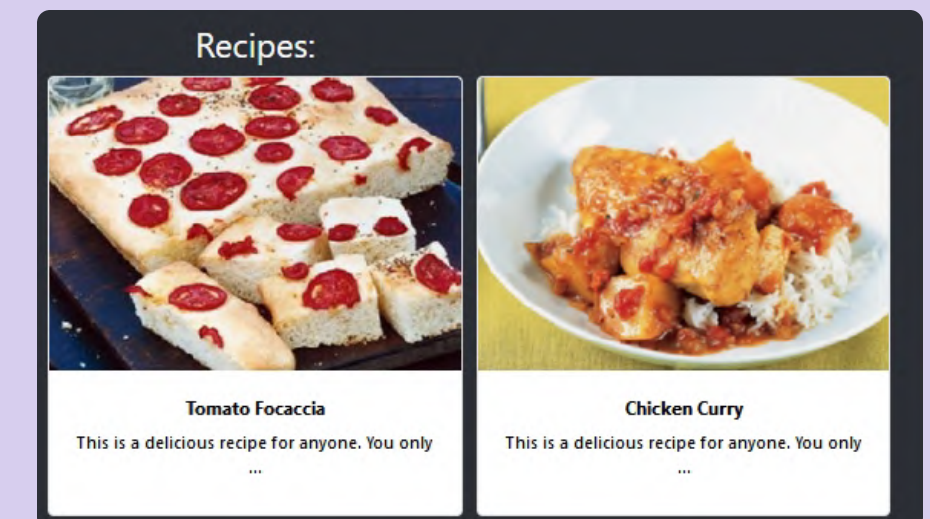 Recipes:
Tomato Focaccia
This is a delicious recipe for anyone. You only
...
Chicken Curry
This is a delicious recipe for anyone. You only
...